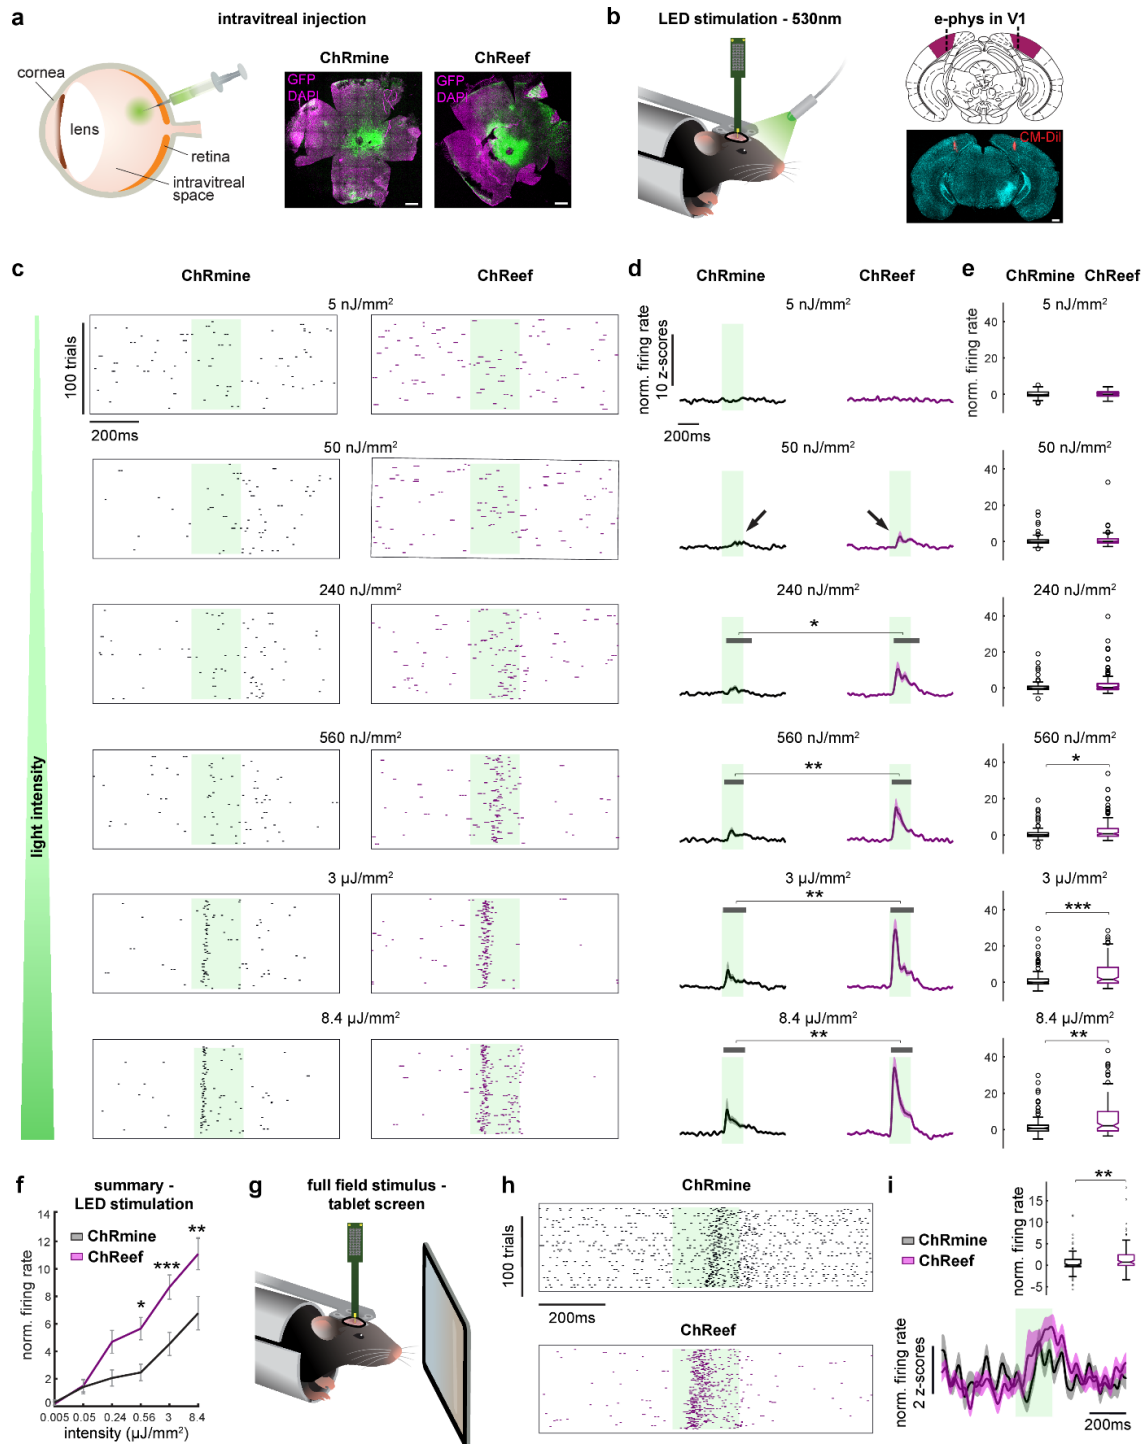 a
intravitreal injection
cornea
lens
retina
intravitreal
space
ChRmine
ChReef
GFP
DAPI
GFP
DAPI
b
LED stimulation - 530nm
e-phys in V1
CM-DiI
c
ChRmine
ChReef
light intensity
5 nJ/mm²
100 trials
200ms
50 nJ/mm²
240 nJ/mm²
560 nJ/mm²
3 µJ/mm²
8.4 µJ/mm²
d
ChRmine
ChReef
5 nJ/mm²
norm. firing rate
10 z-scores
200ms
50 nJ/mm²
240 nJ/mm²
*
560 nJ/mm²
**
3 µJ/mm²
**
8.4 µJ/mm²
**
e
ChRmine ChReef
5 nJ/mm²
norm. firing rate
40
20
0
50 nJ/mm²
40
20
0
240 nJ/mm²
40
20
0
560 nJ/mm²
*
40
20
0
3 µJ/mm²
***
40
20
0
8.4 µJ/mm²
**
40
20
0
f
summary -
LED stimulation
ChRmine
ChReef
norm. firing rate
14
12
10
8
6
4
2
0
*
***
**
0.005 0.05 0.24 0.56 3 8.4
intensity (µJ/mm²)
g
full field stimulus -
tablet screen
h
ChRmine
100 trials
200ms
ChReef
i
ChRmine
ChReef
norm. firing rate
15
10
5
0
-5
**
norm. firing rate
2 z-scores
200ms